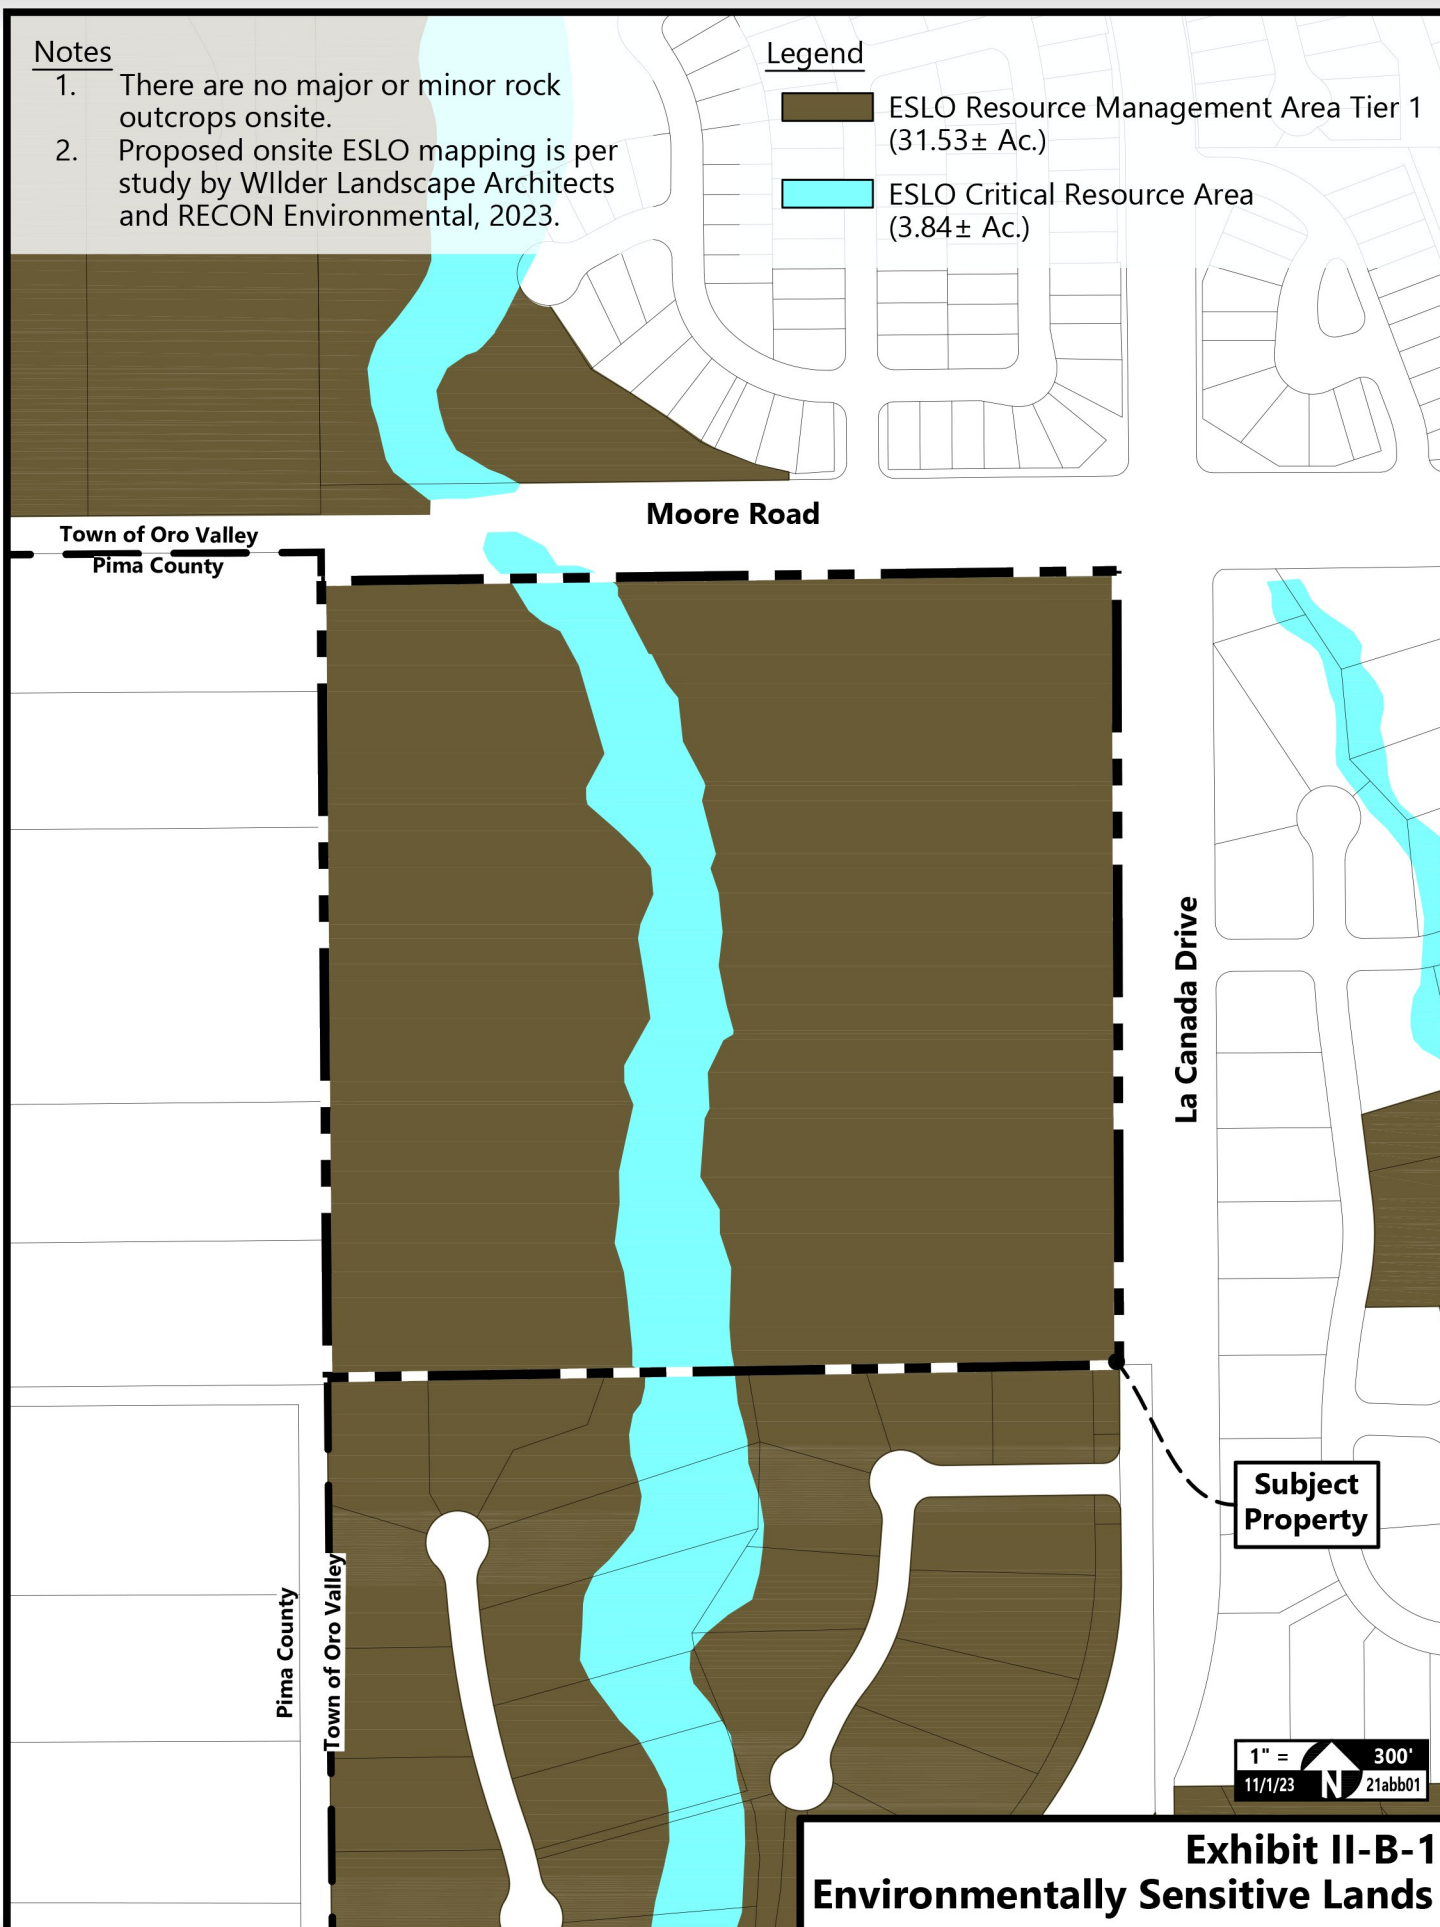 Notes
1. There are no major or minor rock
outcrops onsite.
2. Proposed onsite ESLO mapping is per
study by WIlder Landscape Architects
and RECON Environmental, 2023.
Legend
ESLO Resource Management Area Tier 1
(31.53± Ac.)
ESLO Critical Resource Area
(3.84± Ac.)
Moore Road
Town of Oro Valley
Pima County
La Canada Drive
Subject
Property
Pima County
Town of Oro Valley
1" = 300'
11/1/23 N 21abb01
Exhibit II-B-1
Environmentally Sensitive Lands